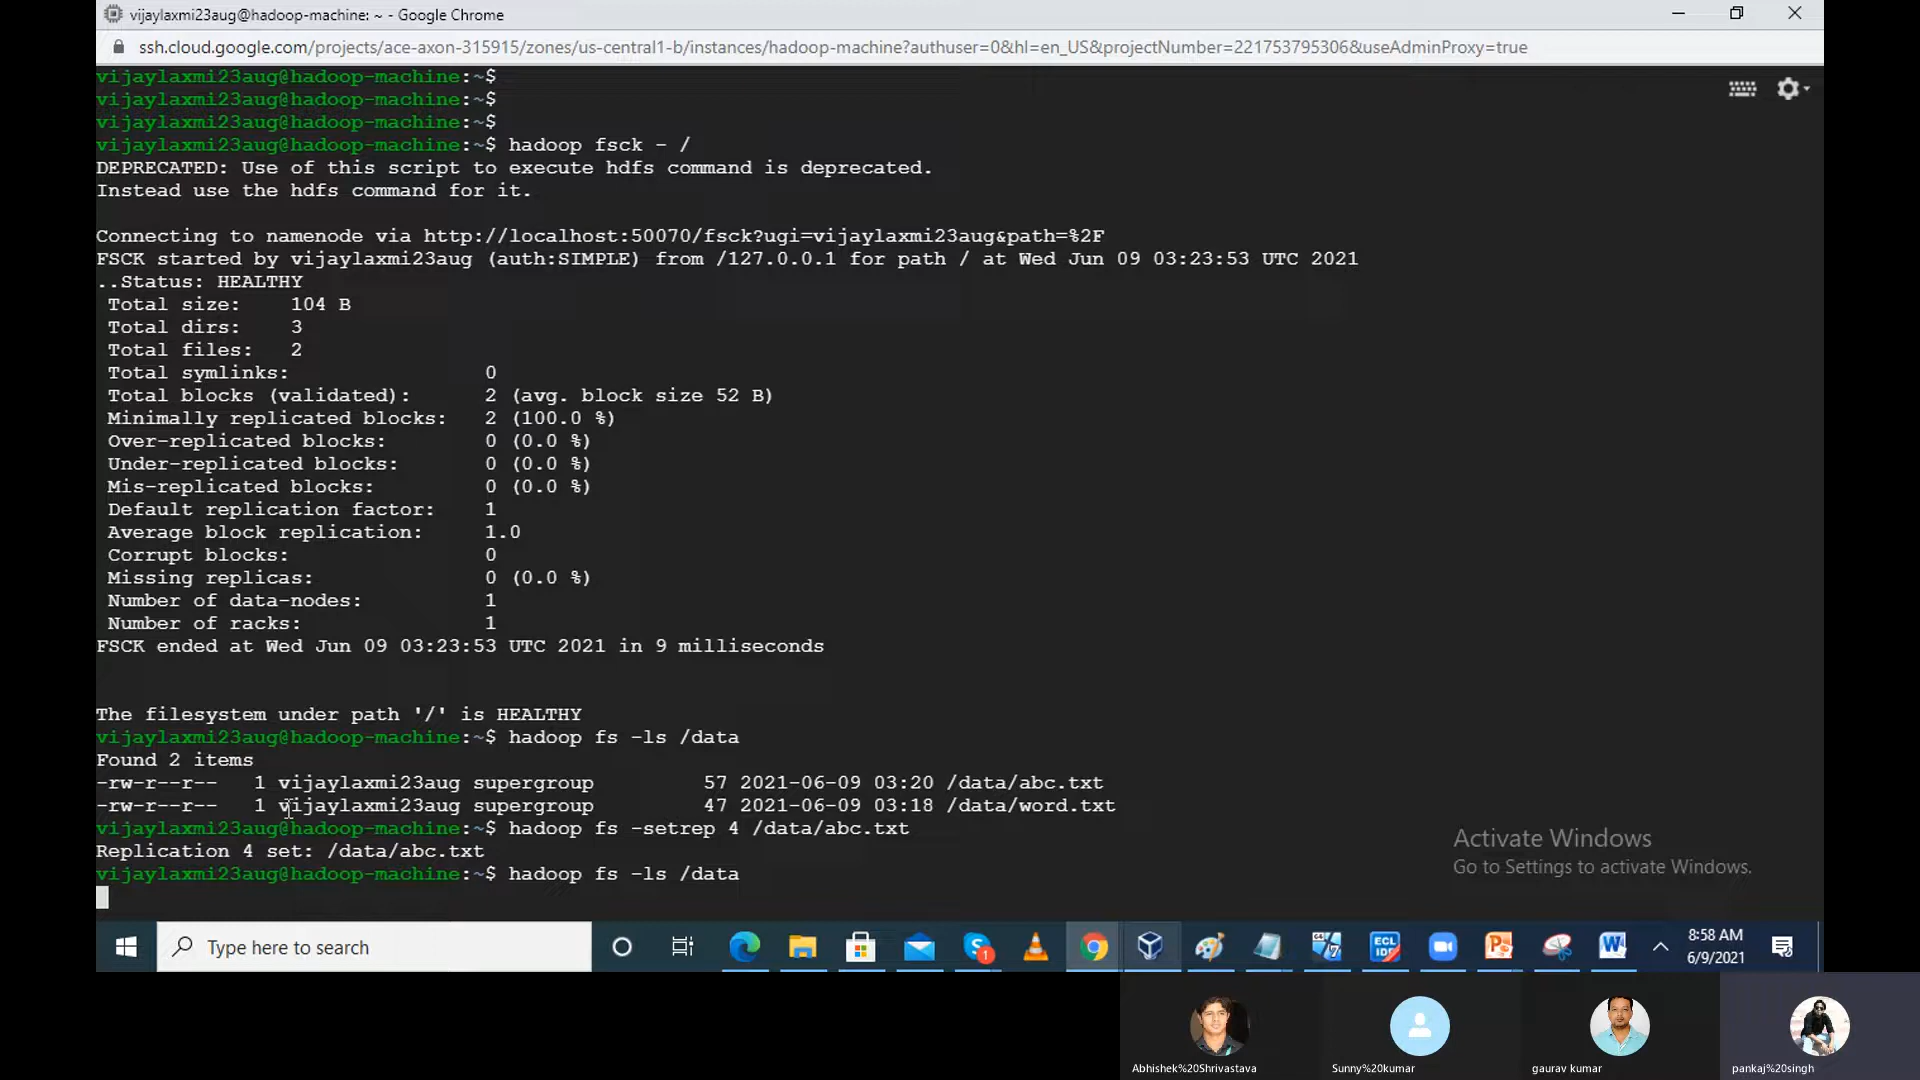 vijaylaxmi23aug@hadoop-machine: ~ - Google Chrome
ssh.cloud.google.com/projects/ace-axon-315915/zones/us-central1-b/instances/hadoop-machine?authuser=0&hl=en_US&projectNumber=221753795306&useAdminProxy=true
vijaylaxmi23aug@hadoop-machine:~$
vijaylaxmi23aug@hadoop-machine:~$
vijaylaxmi23aug@hadoop-machine:~$
vijaylaxmi23aug@hadoop-machine:~$ hadoop fsck - /
DEPRECATED: Use of this script to execute hdfs command is deprecated.
Instead use the hdfs command for it.
Connecting to namenode via http://localhost:50070/fsck?ugi=vijaylaxmi23aug&path=%2F
FSCK started by vijaylaxmi23aug (auth:SIMPLE) from /127.0.0.1 for path / at Wed Jun 09 03:23:53 UTC 2021
..Status: HEALTHY
Total size: 104 B
Total dirs: 3
Total files: 2
Total symlinks: 0
Total blocks (validated): 2 (avg. block size 52 B)
Minimally replicated blocks: 2 (100.0 %)
Over-replicated blocks: 0 (0.0 %)
Under-replicated blocks: 0 (0.0 %)
Mis-replicated blocks: 0 (0.0 %)
Default replication factor: 1
Average block replication: 1.0
Corrupt blocks: 0
Missing replicas: 0 (0.0 %)
Number of data-nodes: 1
Number of racks: 1
FSCK ended at Wed Jun 09 03:23:53 UTC 2021 in 9 milliseconds
The filesystem under path '/' is HEALTHY
vijaylaxmi23aug@hadoop-machine:~$ hadoop fs -ls /data
Found 2 items
-rw-r--r-- 1 vijaylaxmi23aug supergroup 57 2021-06-09 03:20 /data/abc.txt
-rw-r--r-- 1 vijaylaxmi23aug supergroup 47 2021-06-09 03:18 /data/word.txt
vijaylaxmi23aug@hadoop-machine:~$ hadoop fs -setrep 4 /data/abc.txt
Replication 4 set: /data/abc.txt
vijaylaxmi23aug@hadoop-machine:~$ hadoop fs -ls /data
Activate Windows
Go to Settings to activate Windows.
Type here to search
1
64
7
ECL
IDE
P
W
8:58 AM
6/9/2021
Abhishek%20Shrivastava
Sunny%20kumar
gaurav kumar
pankaj%20singh